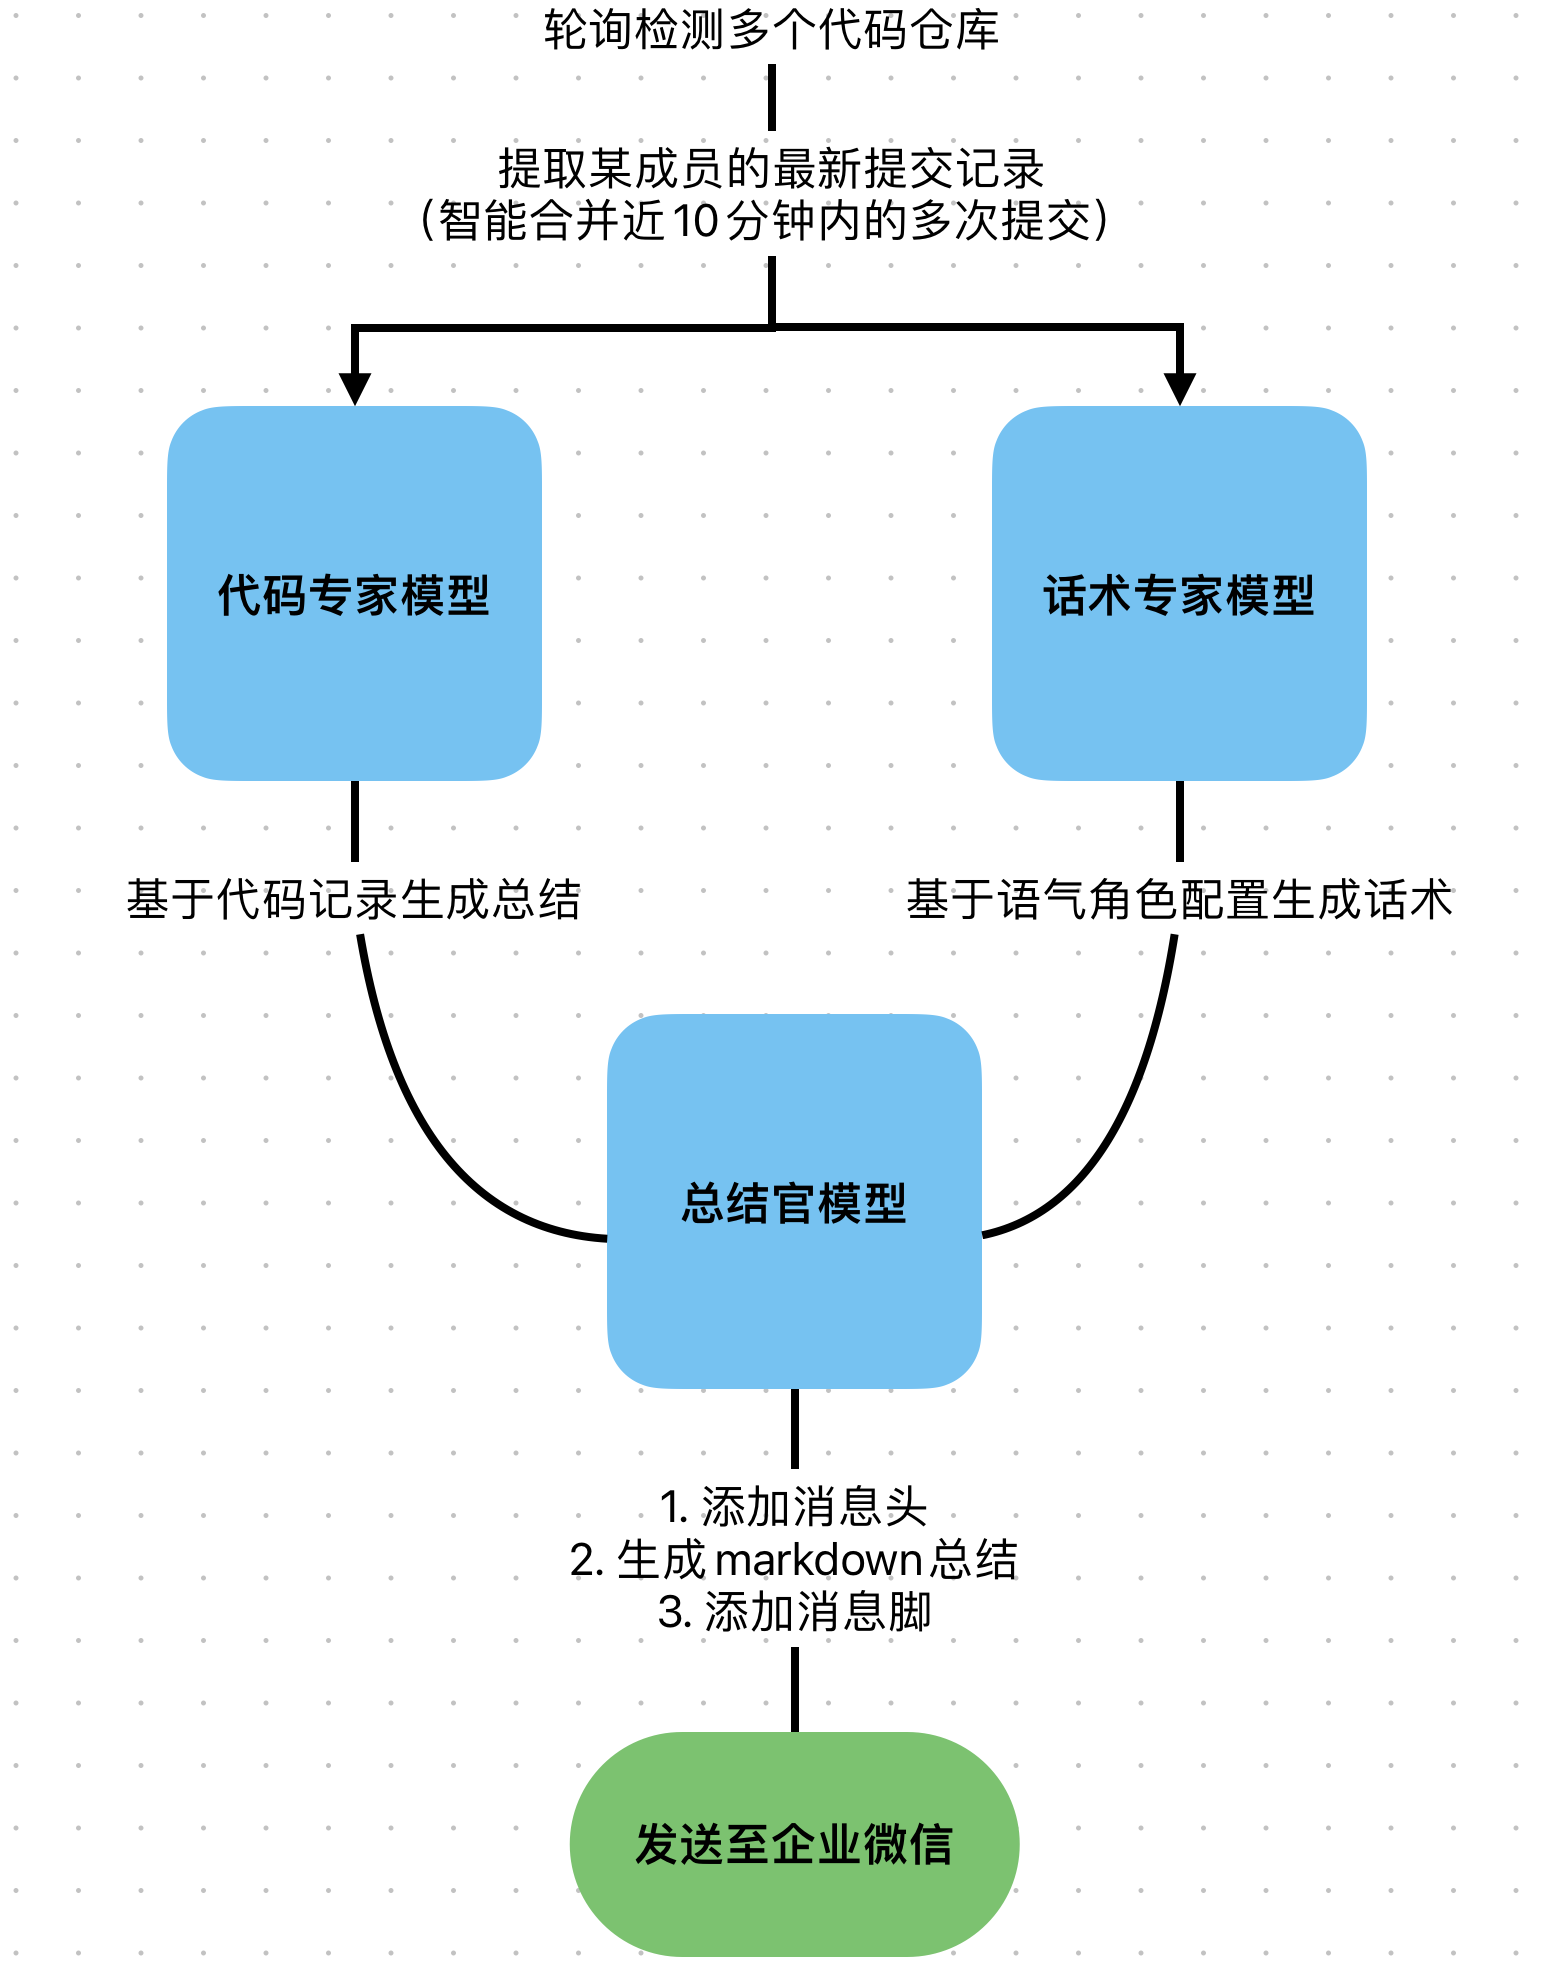 轮询检测多个代码仓库
提取某成员的最新提交记录
（智能合并近10分钟内的多次提交）
代码专家模型
话术专家模型
基于代码记录生成总结
基于语气角色配置生成话术
总结官模型
1. 添加消息头
2. 生成markdown总结
3. 添加消息脚
发送至企业微信